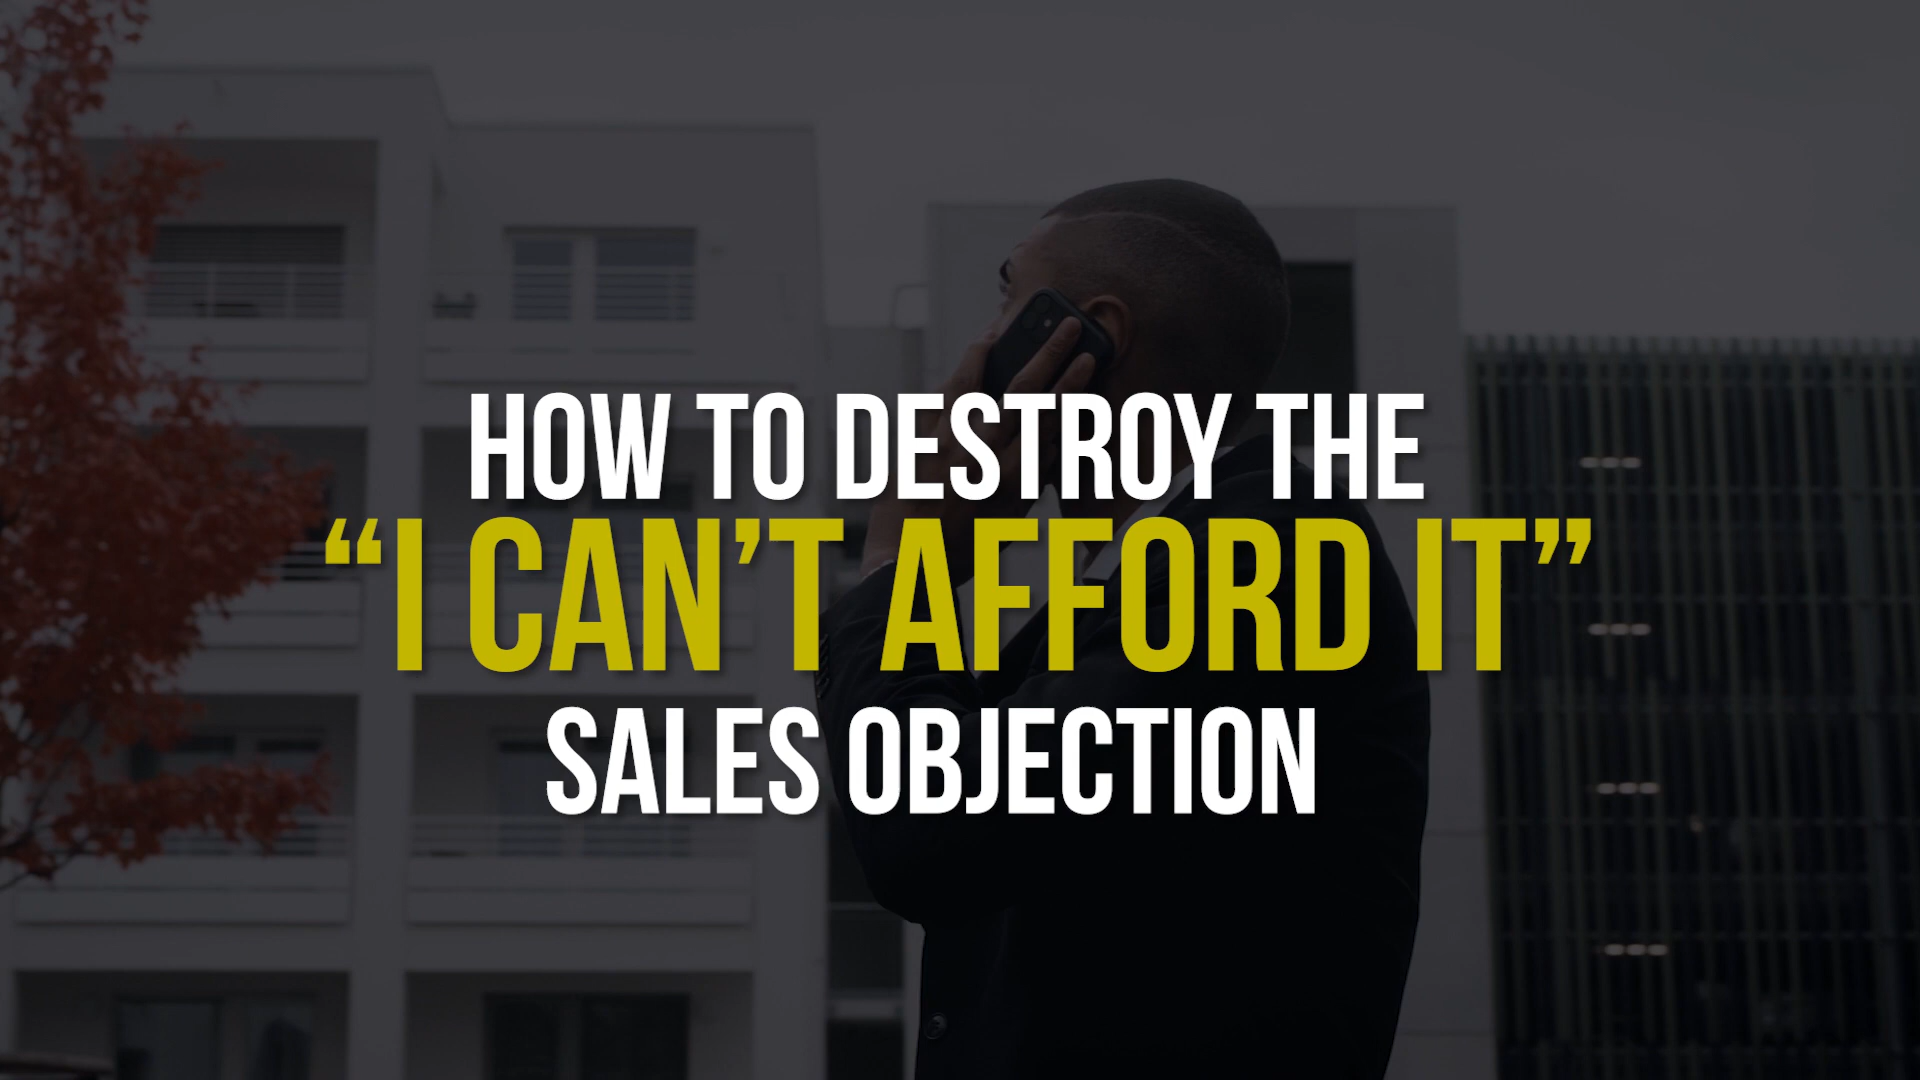 HOW TO DESTROY THE
“I CAN’T AFFORD IT”
SALES OBJECTION